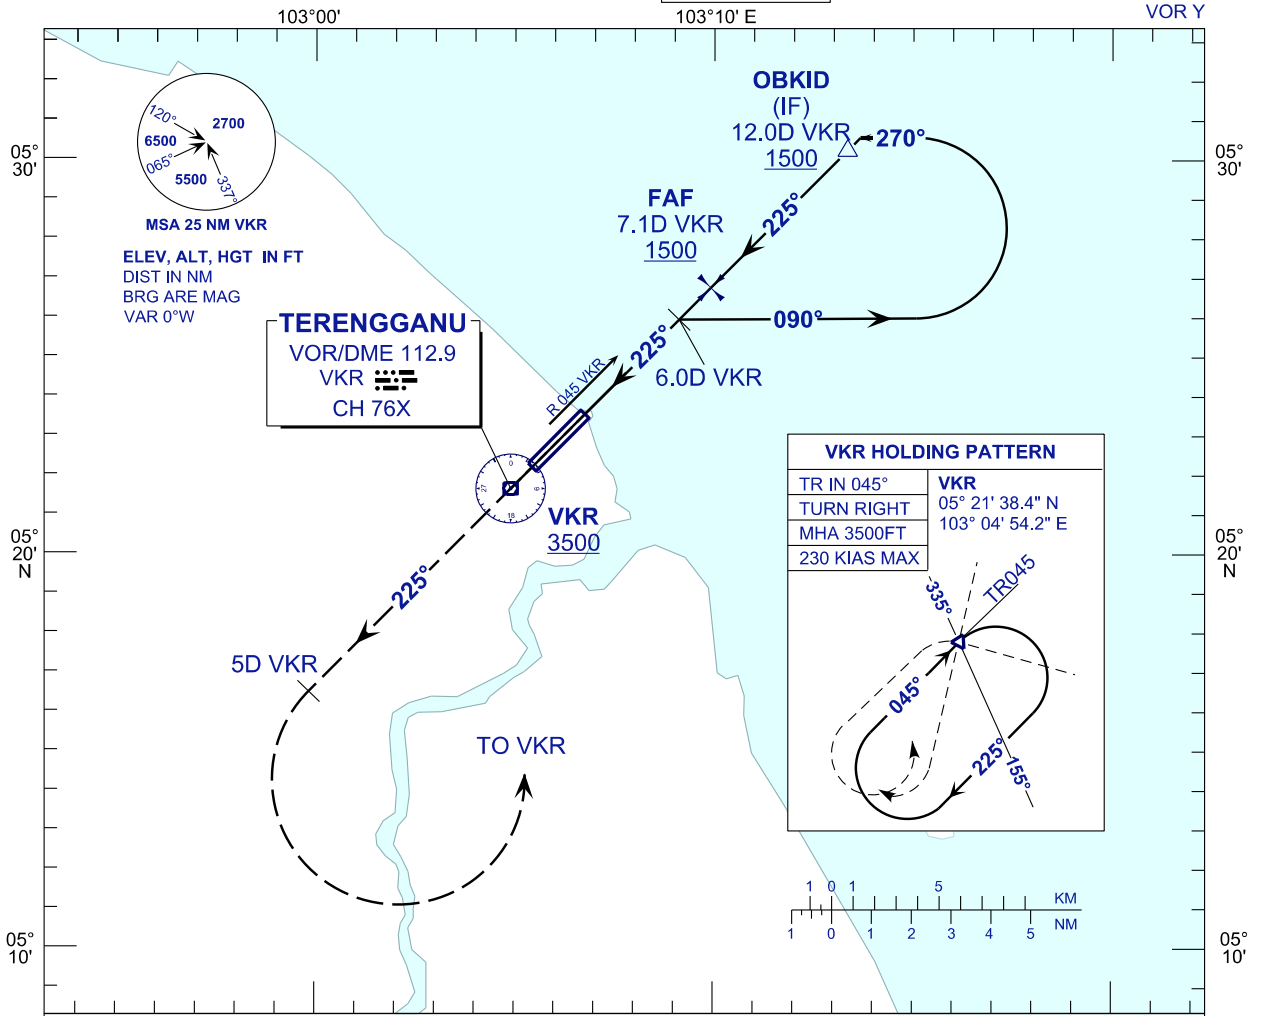 VOR Y
103°00'
103°10' E
05°
30'
05°
30'
120°
2700
6500
065°
5500
337°
MSA 25 NM VKR
ELEV, ALT, HGT IN FT
DIST IN NM
BRG ARE MAG
VAR 0°W
OBKID
(IF)
12.0D VKR
1500
270°
225°
FAF
7.1D VKR
1500
090°
225°
6.0D VKR
R 045 VKR
TERENGGANU
VOR/DME 112.9
VKR
CH 76X
0
9
18
27
VKR
3500
05°
20'
N
05°
20'
N
225°
5D VKR
TO VKR
VKR HOLDING PATTERN
TR IN 045°
TURN RIGHT
MHA 3500FT
230 KIAS MAX
VKR
05° 21' 38.4" N
103° 04' 54.2" E
335°
TR045
045°
225°
155°
1 0 1 5 KM
1 0 1 2 3 4 5 NM
05°
10'
05°
10'